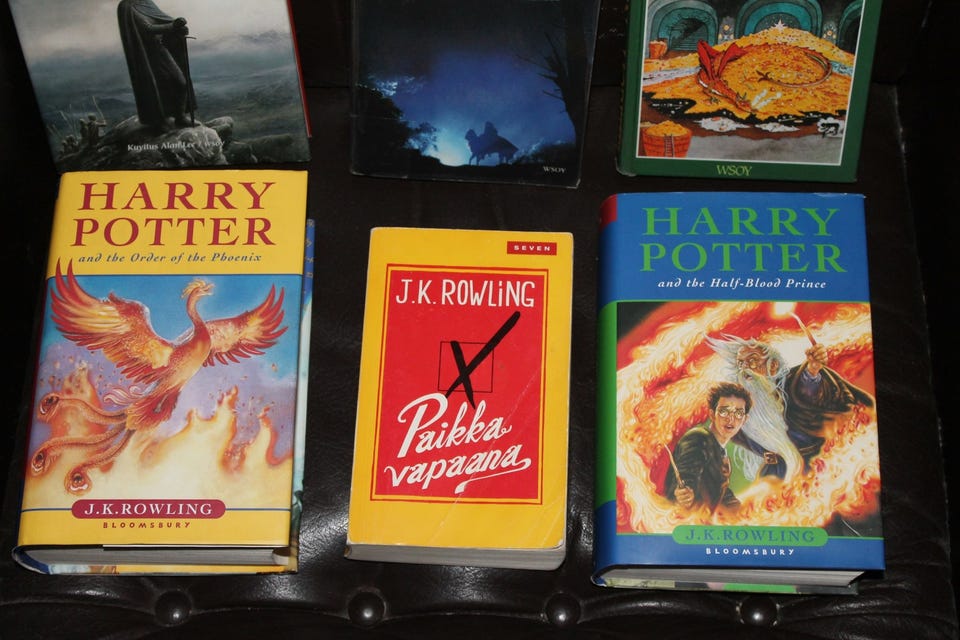 Kuvitus Alan Lee / WSOY
WSOY
WSOY
HARRY
POTTER
and the Order of the Phoenix
J.K.ROWLING
BLOOMSBURY
SEVEN
J.K.ROWLING
Paikka
vapaana
HARRY
POTTER
and the Half-Blood Prince
J.K.ROWLING
BLOOMSBURY